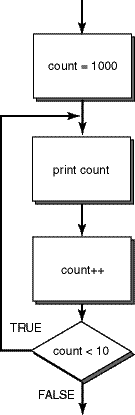 count = 1000
print count
count++
TRUE
count < 10
FALSE